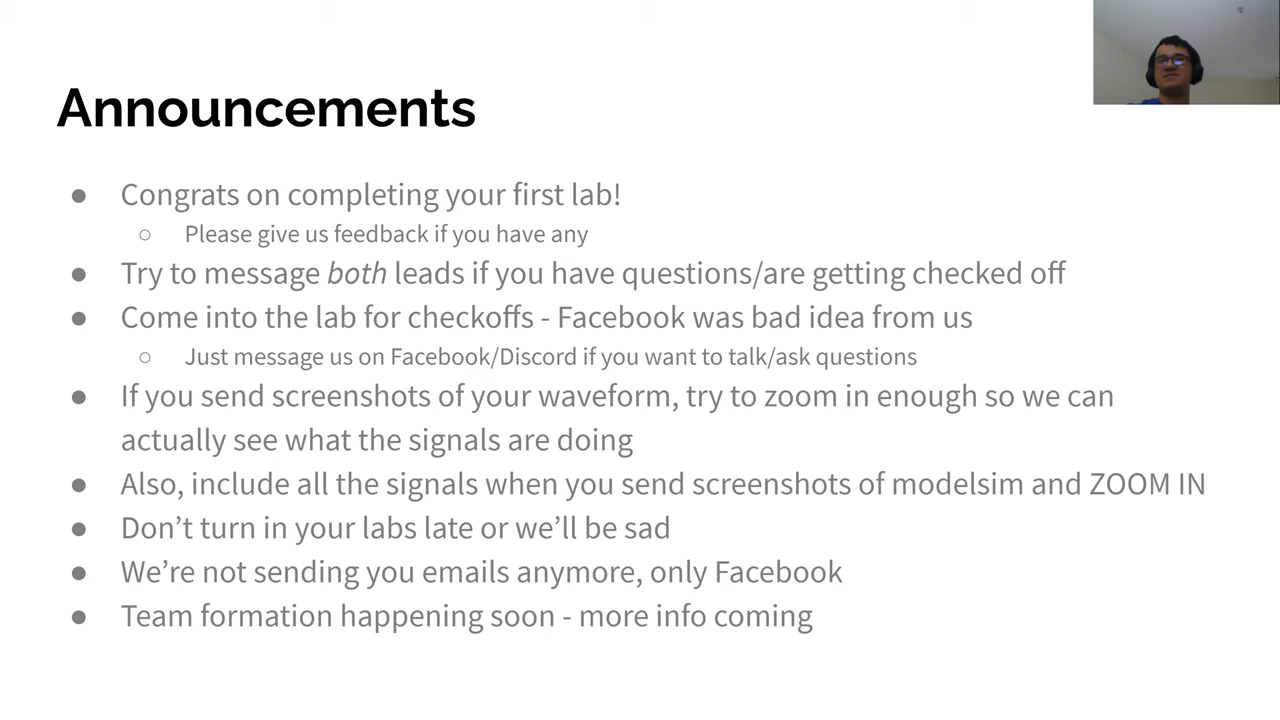 Announcements
● Congrats on completing your first lab!
○ Please give us feedback if you have any
● Try to message both leads if you have questions/are getting checked off
● Come into the lab for checkoffs - Facebook was bad idea from us
○ Just message us on Facebook/Discord if you want to talk/ask questions
● If you send screenshots of your waveform, try to zoom in enough so we can
actually see what the signals are doing
● Also, include all the signals when you send screenshots of modelsim and ZOOM IN
● Don’t turn in your labs late or we’ll be sad
● We’re not sending you emails anymore, only Facebook
● Team formation happening soon - more info coming